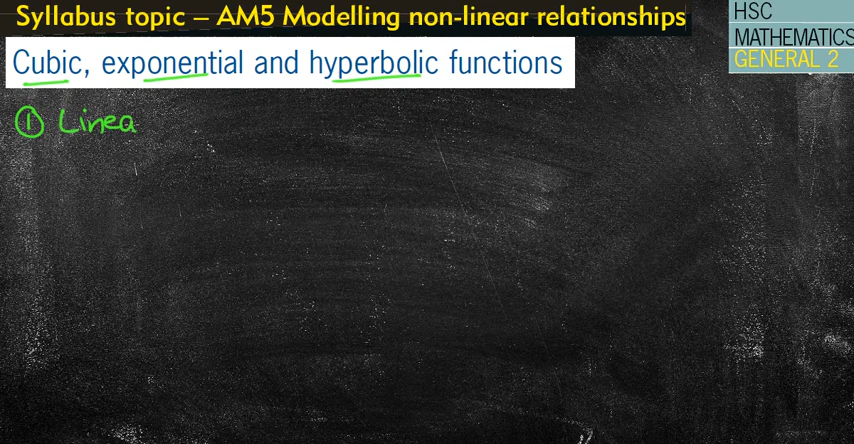 Syllabus topic – AM5 Modelling non-linear relationships
HSC
MATHEMATICS
GENERAL 2
Cubic, exponential and hyperbolic functions
① Linea